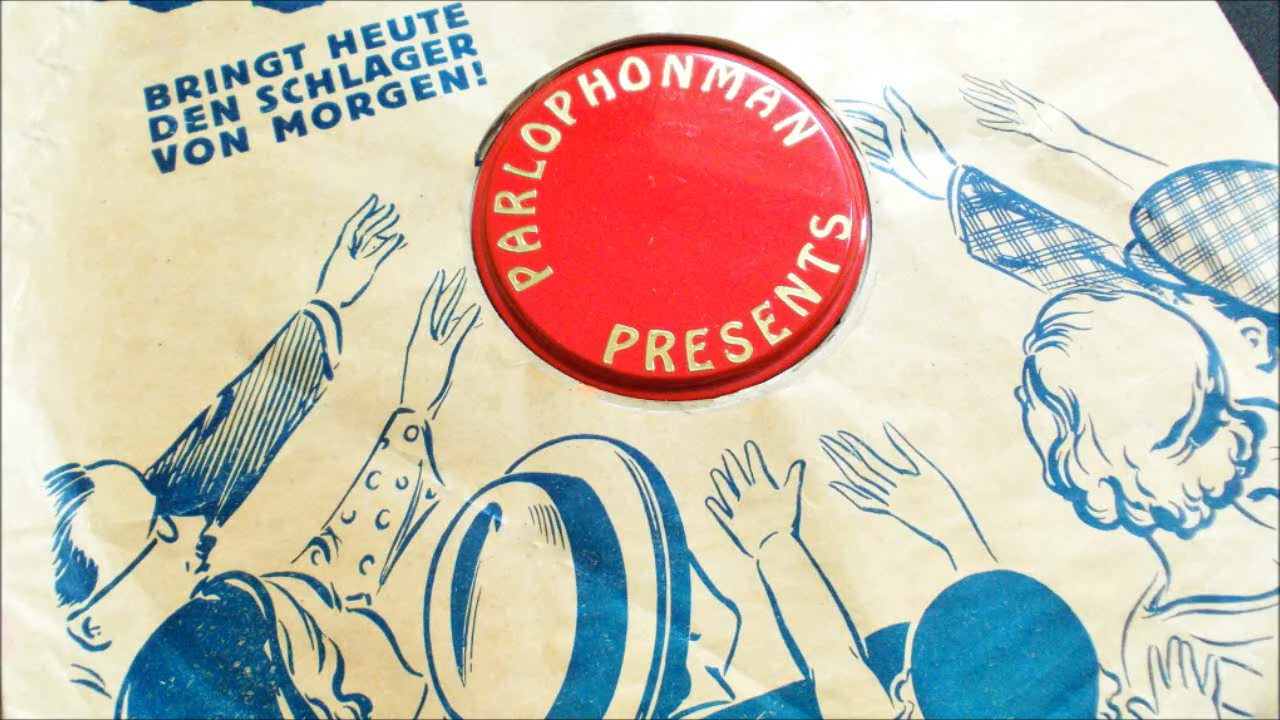 BRINGT HEUTE
DEN SCHLAGER
VON MORGEN!
PARLOPHONMAN
PRESENTS